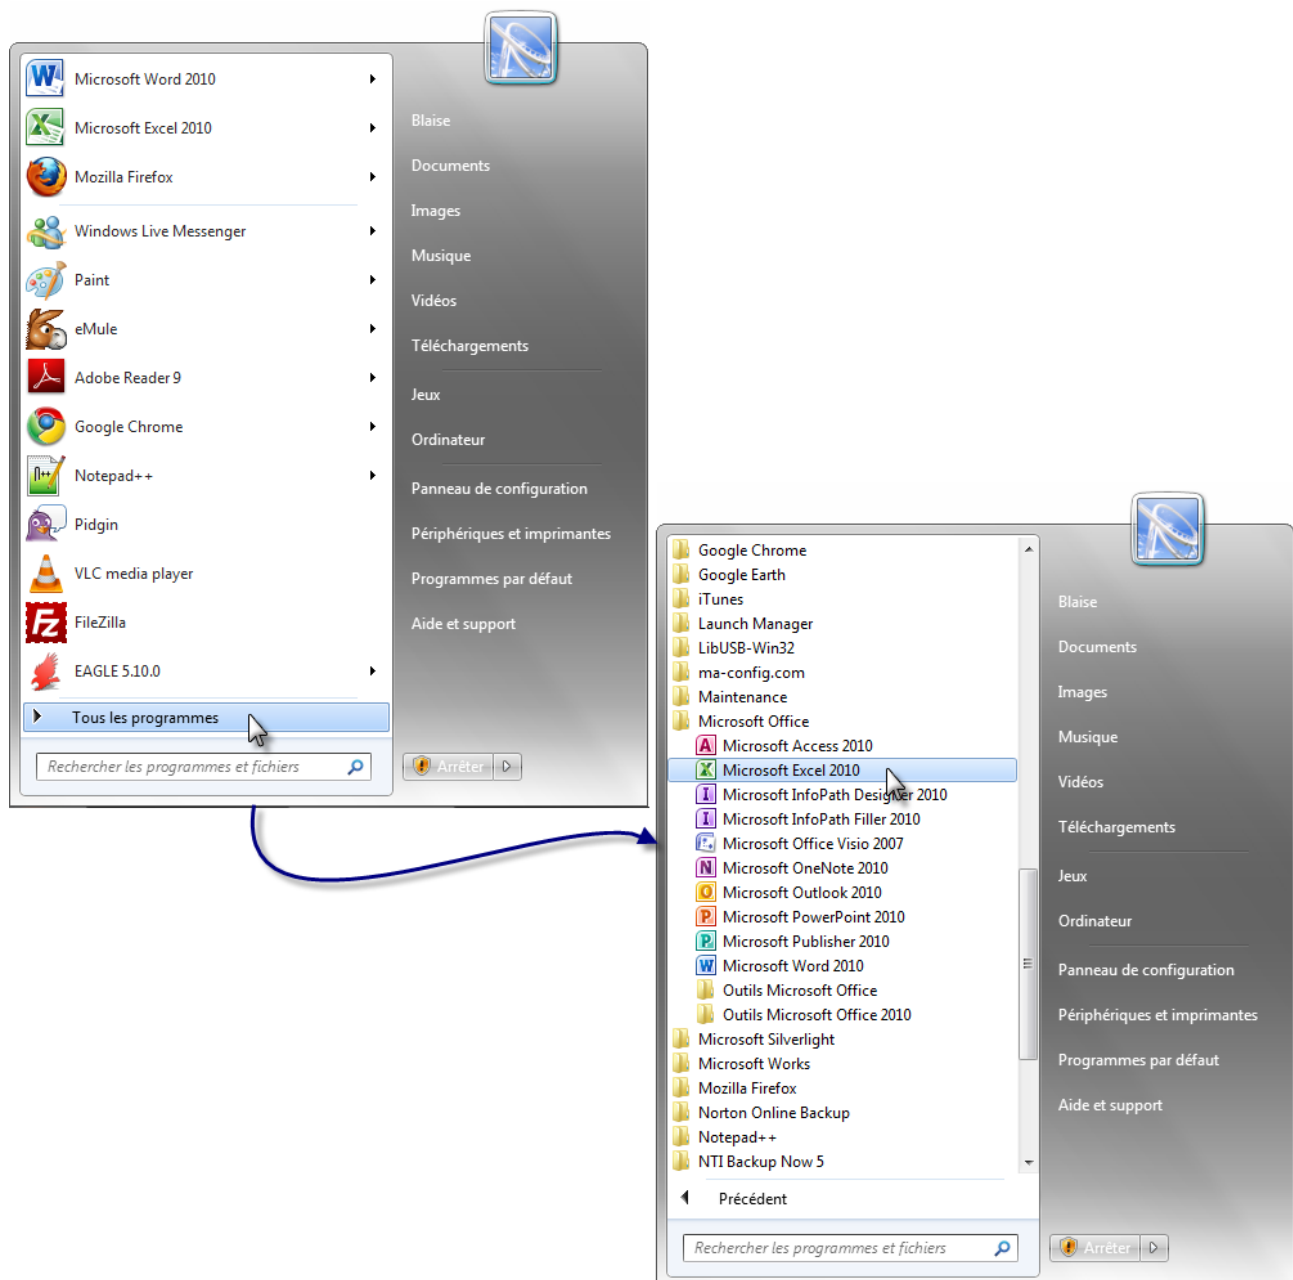 Microsoft Word 2010
Microsoft Excel 2010
Mozilla Firefox
Windows Live Messenger
Paint
eMule
Adobe Reader 9
Google Chrome
Notepad++
Pidgin
VLC media player
FileZilla
EAGLE 5.10.0
Tous les programmes
Rechercher les programmes et fichiers
Blaise
Documents
Images
Musique
Vidéos
Téléchargements
Jeux
Ordinateur
Panneau de configuration
Périphériques et imprimantes
Programmes par défaut
Aide et support
Arrêter
Google Chrome
Google Earth
iTunes
Launch Manager
LibUSB-Win32
ma-config.com
Maintenance
Microsoft Office
Microsoft Access 2010
Microsoft Excel 2010
Microsoft InfoPath Designer 2010
Microsoft InfoPath Filler 2010
Microsoft Office Visio 2007
Microsoft OneNote 2010
Microsoft Outlook 2010
Microsoft PowerPoint 2010
Microsoft Publisher 2010
Microsoft Word 2010
Outils Microsoft Office
Outils Microsoft Office 2010
Microsoft Silverlight
Microsoft Works
Mozilla Firefox
Norton Online Backup
Notepad++
NTI Backup Now 5
Précédent
Rechercher les programmes et fichiers
Blaise
Documents
Images
Musique
Vidéos
Téléchargements
Jeux
Ordinateur
Panneau de configuration
Périphériques et imprimantes
Programmes par défaut
Aide et support
Arrêter